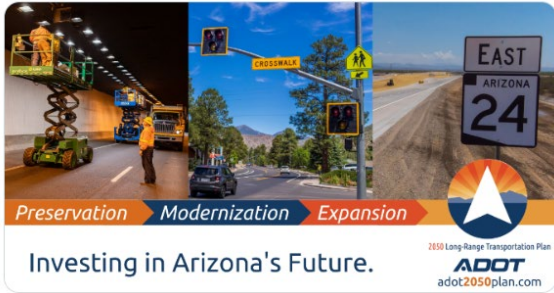 CROSSWALK
EAST
ARIZONA
24
Preservation
Modernization
Expansion
2050 Long-Range Transportation Plan
Investing in Arizona's Future.
ADOT
adot2050plan.com